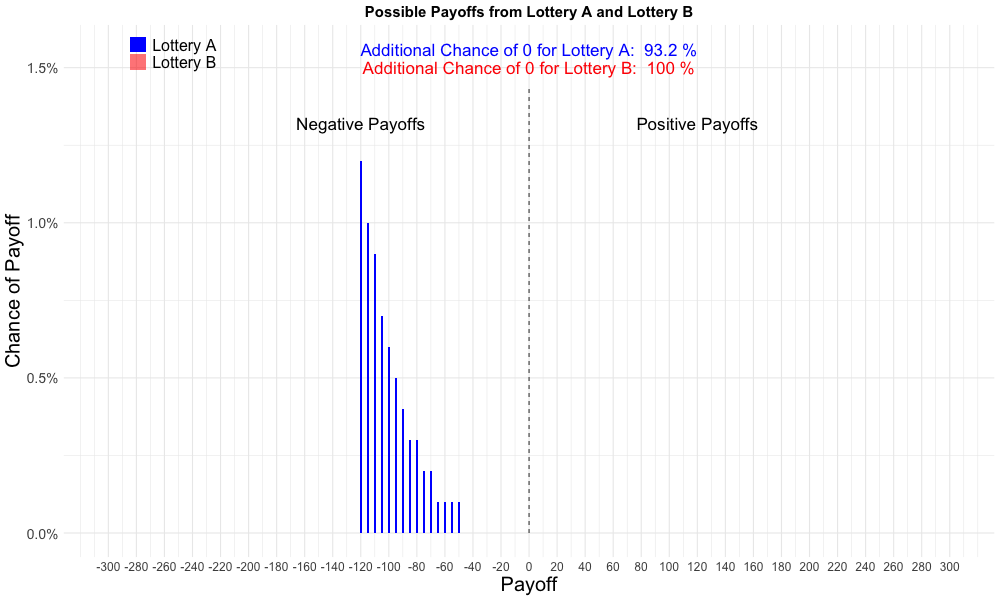 Possible Payoffs from Lottery A and Lottery B
Lottery A
Lottery B
Additional Chance of 0 for Lottery A:  93.2 %
Additional Chance of 0 for Lottery B:  100 %
Negative Payoffs
Positive Payoffs
Chance of Payoff
1.5%
1.0%
0.5%
0.0%
-300 -280 -260 -240 -220 -200 -180 -160 -140 -120 -100 -80 -60 -40 -20 0 20 40 60 80 100 120 140 160 180 200 220 240 260 280 300
Payoff